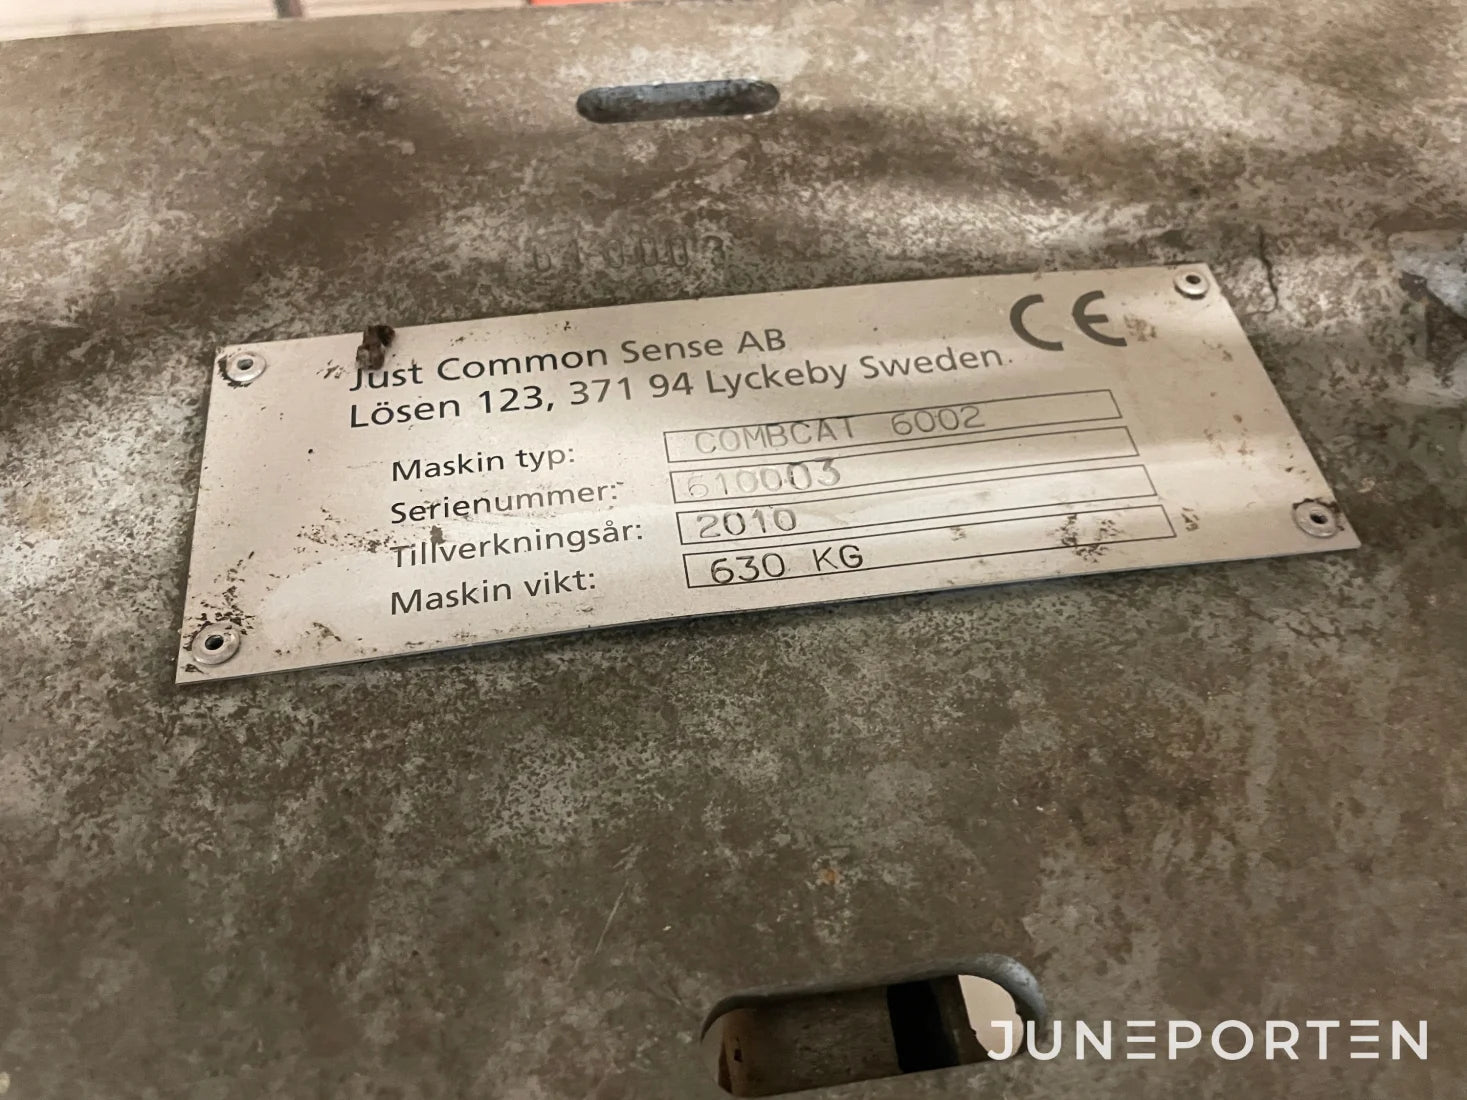 610003
Just Common Sense AB
Lösen 123, 371 94 Lyckeby Sweden.
CE
Maskin typ: COMBCAT 6002
Serienummer: 610003
Tillverkningsår: 2010
Maskin vikt: 630 KG
JUNEPORTEN